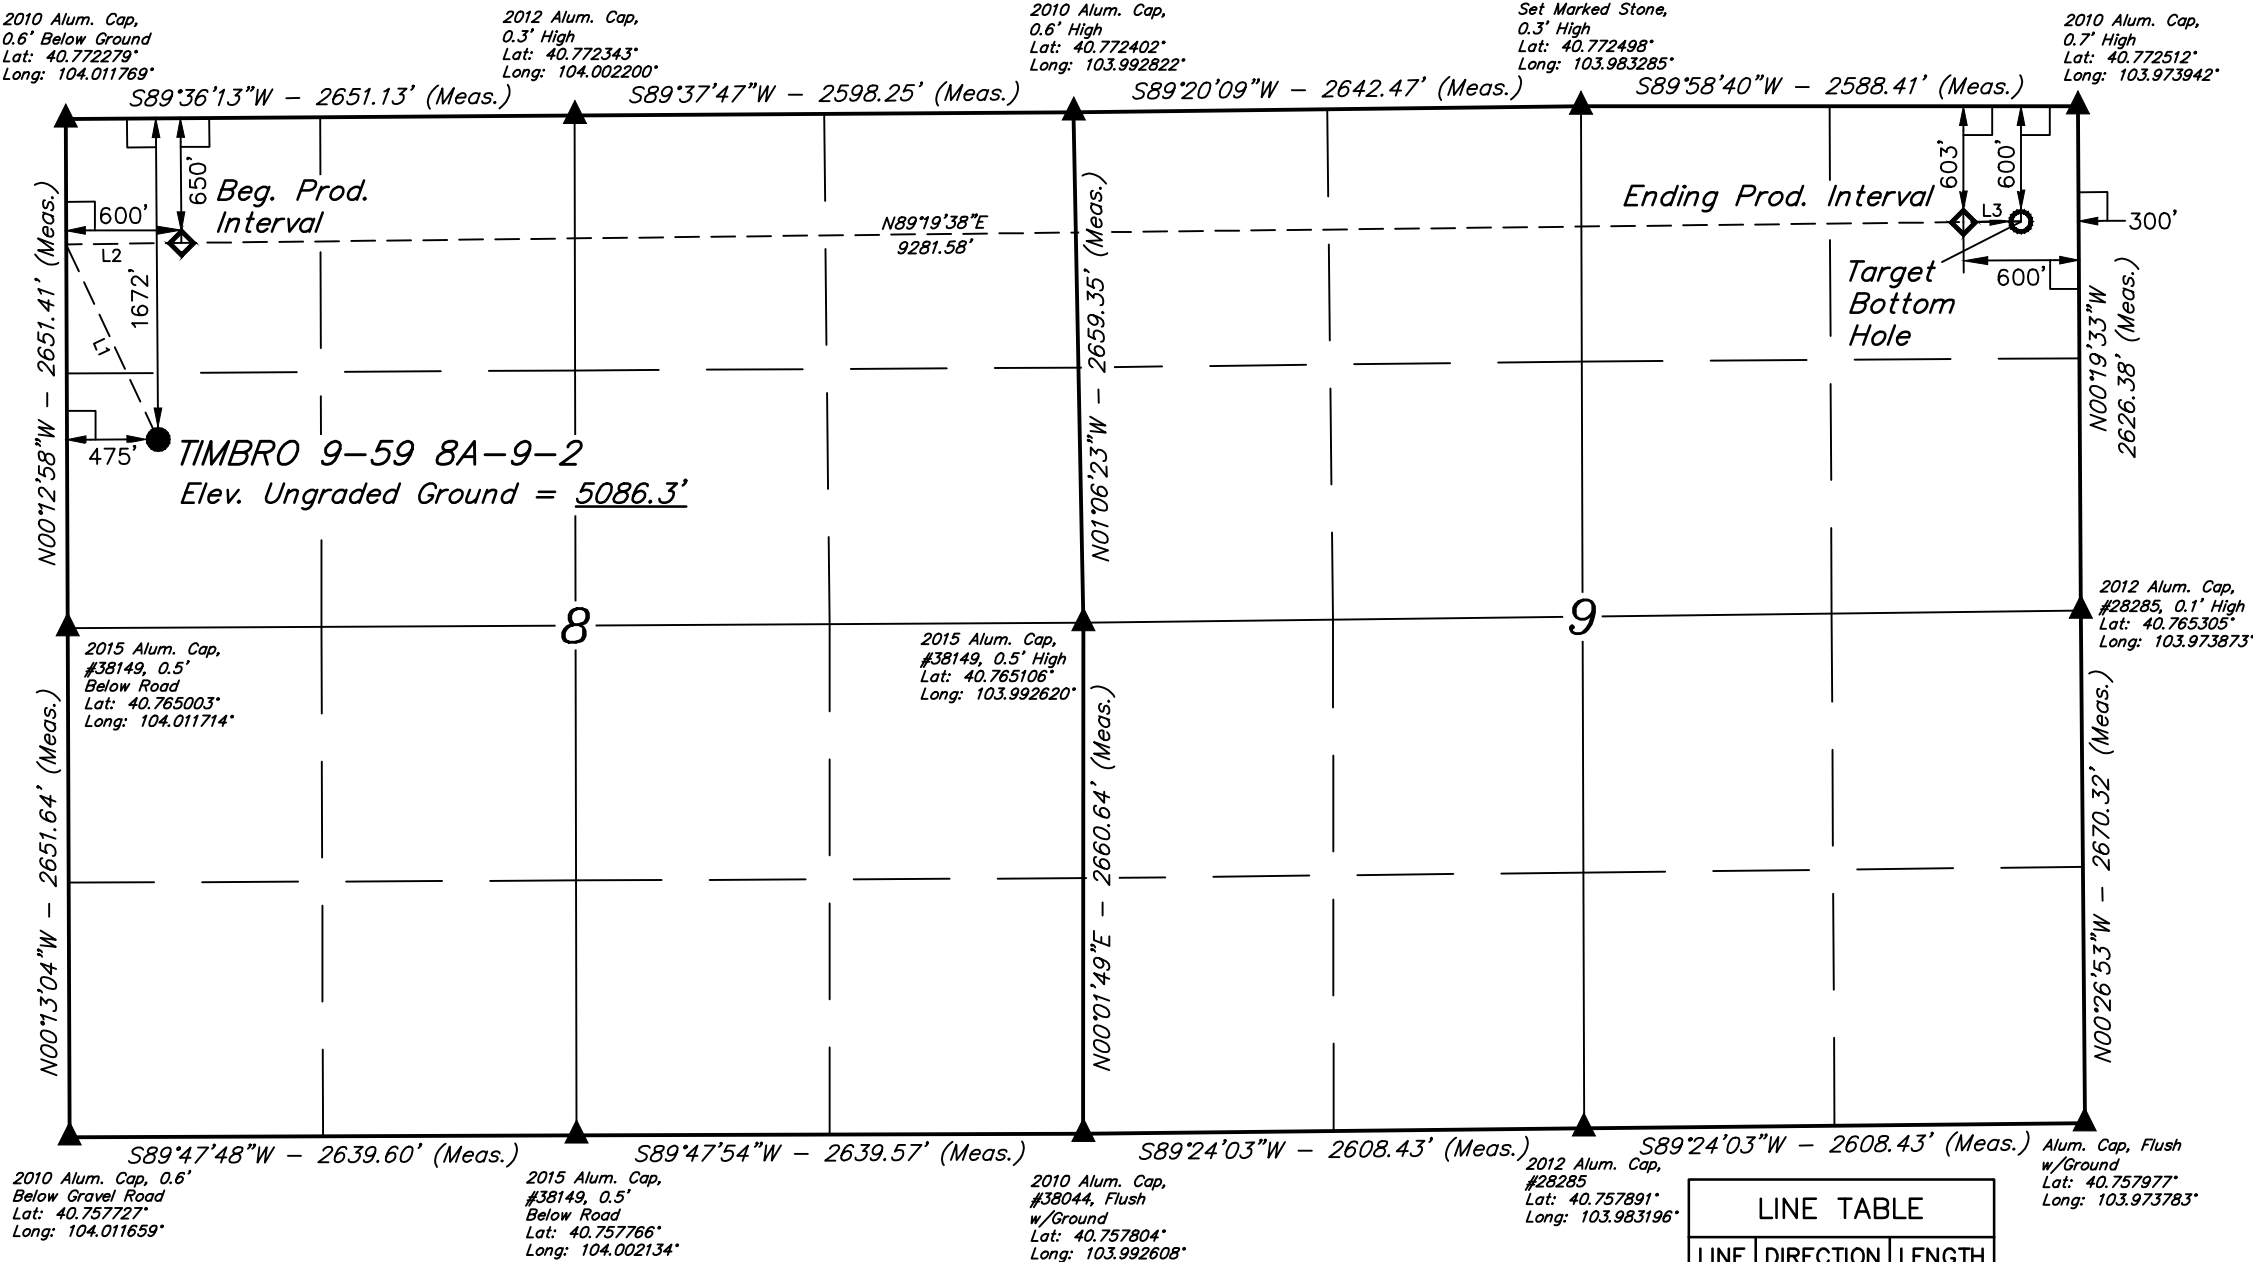 2010 Alum. Cap,
0.6' Below Ground
Lat: 40.772279°
Long: 104.011769°
2012 Alum. Cap,
0.3' High
Lat: 40.772343°
Long: 104.002200°
2010 Alum. Cap,
0.6' High
Lat: 40.772402°
Long: 103.992822°
Set Marked Stone,
0.3' High
Lat: 40.772498°
Long: 103.983285°
2010 Alum. Cap,
0.7' High
Lat: 40.772512°
Long: 103.973942°
S89°36'13"W – 2651.13' (Meas.)
S89°37'47"W – 2598.25' (Meas.)
S89°20'09"W – 2642.47' (Meas.)
S89°58'40"W – 2588.41' (Meas.)
650'
Beg. Prod.
Interval
600'
L2
1672'
L1
475'
N00°12'58"W – 2651.41' (Meas.)
N89°19'38"E
9281.58'
N01°06'23"W – 2659.35' (Meas.)
Ending Prod. Interval
603'
600'
L3
300'
600'
Target
Bottom
Hole
N00°19'33"W
2626.38' (Meas.)
TIMBRO 9-59 8A-9-2
Elev. Ungraded Ground = 5086.3'
8
9
2015 Alum. Cap,
#38149, 0.5'
Below Road
Lat: 40.765003°
Long: 104.011714°
2015 Alum. Cap,
#38149, 0.5' High
Lat: 40.765106°
Long: 103.992620°
2012 Alum. Cap,
#28285, 0.1' High
Lat: 40.765305°
Long: 103.973873°
N00°13'04"W – 2651.64' (Meas.)
N00°01'49"E – 2660.64' (Meas.)
N00°26'53"W – 2670.32' (Meas.)
S89°47'48"W – 2639.60' (Meas.)
S89°47'54"W – 2639.57' (Meas.)
S89°24'03"W – 2608.43' (Meas.)
S89°24'03"W – 2608.43' (Meas.)
2010 Alum. Cap, 0.6'
Below Gravel Road
Lat: 40.757727°
Long: 104.011659°
2015 Alum. Cap,
#38149, 0.5'
Below Road
Lat: 40.757766°
Long: 104.002134°
2010 Alum. Cap,
#38044, Flush
w/Ground
Lat: 40.757804°
Long: 103.992608°
2012 Alum. Cap,
#28285
Lat: 40.757891°
Long: 103.983196°
Alum. Cap, Flush
w/Ground
Lat: 40.757977°
Long: 103.973783°
LINE TABLE
LINE DIRECTION LENGTH